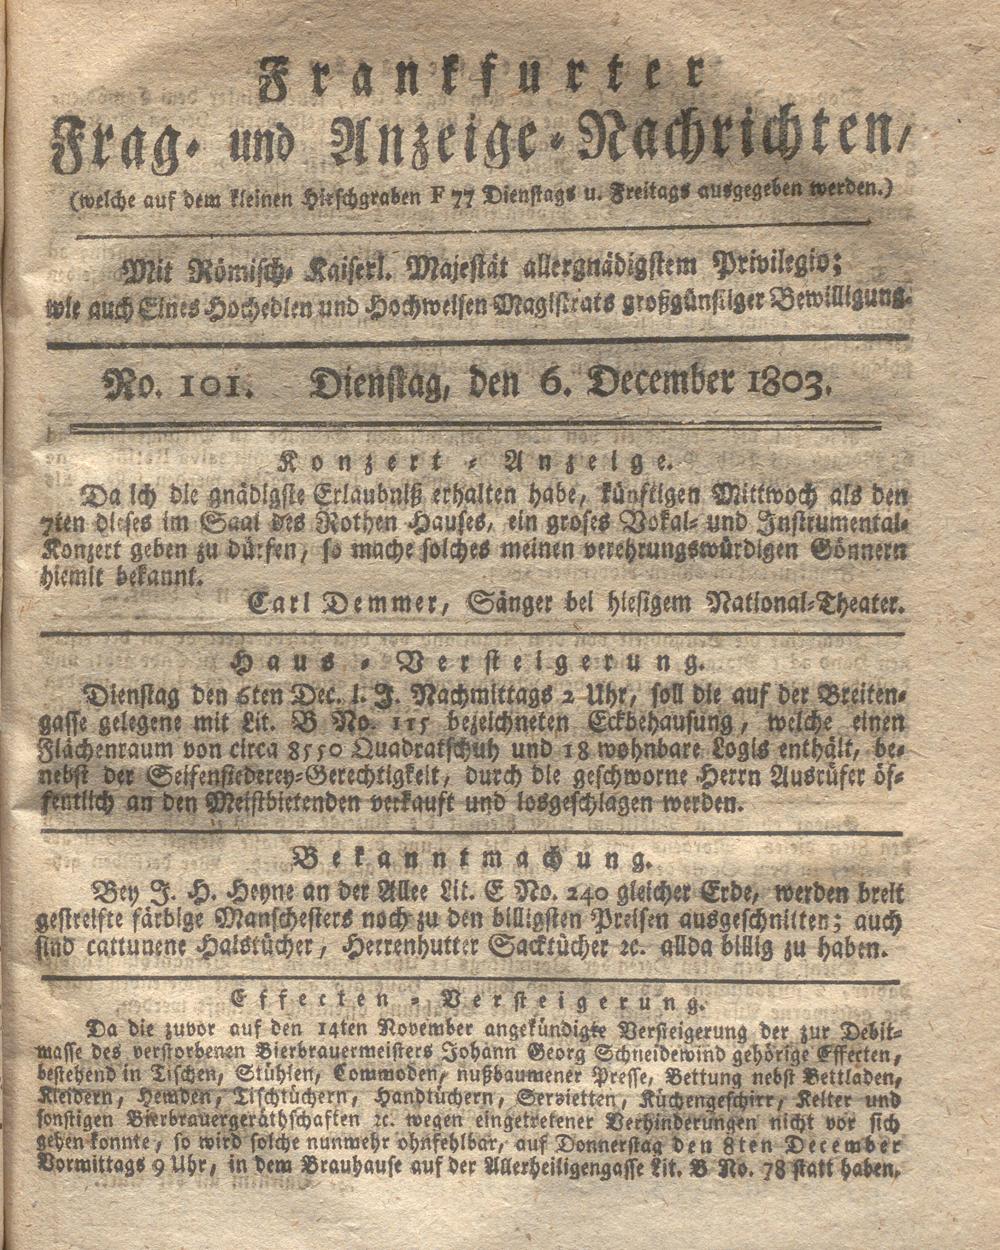 Frankfurter
Frag- und Anzeige-Nachrichten,
(welche auf dem kleinen Hirschgraben F 77 Dienstags u. Freitags ausgegeben werden.)
Mit Römisch-Kaiserl. Majestät allergnädigstem Privilegio;
wie auch Eines Hochedlen und Hochweisen Magistrats großgünstiger Bewilligung.
No. 101. Dienstag, den 6. December 1803.
Konzert-Anzeige.
Da ich die gnädigste Erlaubniß erhalten habe, künftigen Mittwoch als den
7ten dieses im Saal des Rothen Hauses, ein groses Vokal- und Instrumental-
Konzert geben zu dürfen, so mache solches meinen verehrungswürdigen Gönnern
hiemit bekannt.
Carl Demmer, Sänger bei hiesigem National-Theater.
Haus-Versteigerung.
Dienstag den 6ten Dec. l. J. Nachmittags 2 Uhr, soll die auf der Breiten-
gasse gelegene mit Lit. B No. 115 bezeichneten Eckbehausung, welche einen
Flächenraum von circa 8550 Quadratschuh und 18 wohnbare Logis enthält, be-
nebst der Seifensiederey-Gerechtigkeit, durch die geschworne Herrn Ausrüfer öf-
fentlich an den Meistbietenden verkauft und losgeschlagen werden.
Bekanntmachung.
Bey J. H. Heyne an der Allee Lit. E No. 240 gleicher Erde, werden breit
gestreifte färbige Manschesters noch zu den billigsten Preisen ausgeschnitten; auch
sind cattunene Halstücher, Herrenhutter Sacktücher ꝛc. allda billig zu haben.
Effecten-Versteigerung.
Da die zuvor auf den 14ten November angekündigte Versteigerung der zur Debit-
masse des verstorbenen Bierbrauermeisters Johann Georg Schneidewind gehörige Effecten,
bestehend in Tischen, Stühlen, Commoden, nußbaumener Presse, Bettung nebst Bettladen,
Kleidern, Hemden, Tischtüchern, Handtüchern, Servietten, Küchengeschirr, Kelter und
sonstigen Bierbrauergeräthschaften ꝛc. wegen eingetretener Verhinderungen nicht vor sich
gehen konnte, so wird solche nunmehr ohnfehlbar, auf Donnerstag den 8ten December
Vormittags 9 Uhr, in dem Brauhause auf der Allerheiligengasse Lit. B No. 78 statt haben.